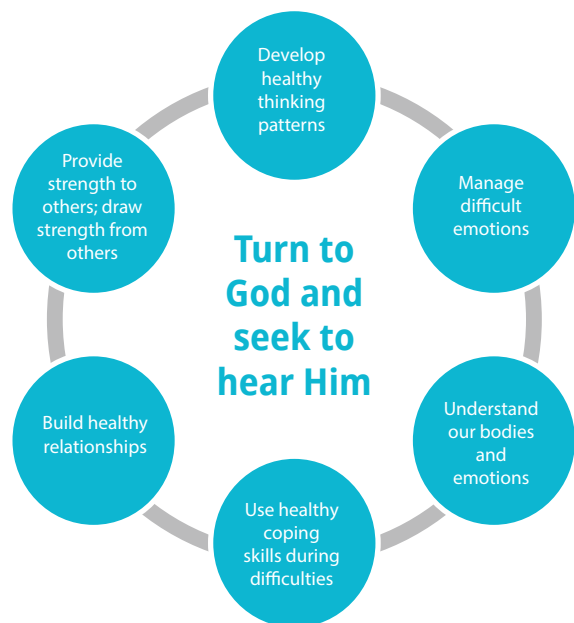 Develop
healthy
thinking
patterns
Manage
difficult
emotions
Understand
our bodies
and
emotions
Use healthy
coping
skills during
difficulties
Build healthy
relationships
Provide
strength to
others; draw
strength from
others
Turn to
God and
seek to
hear Him